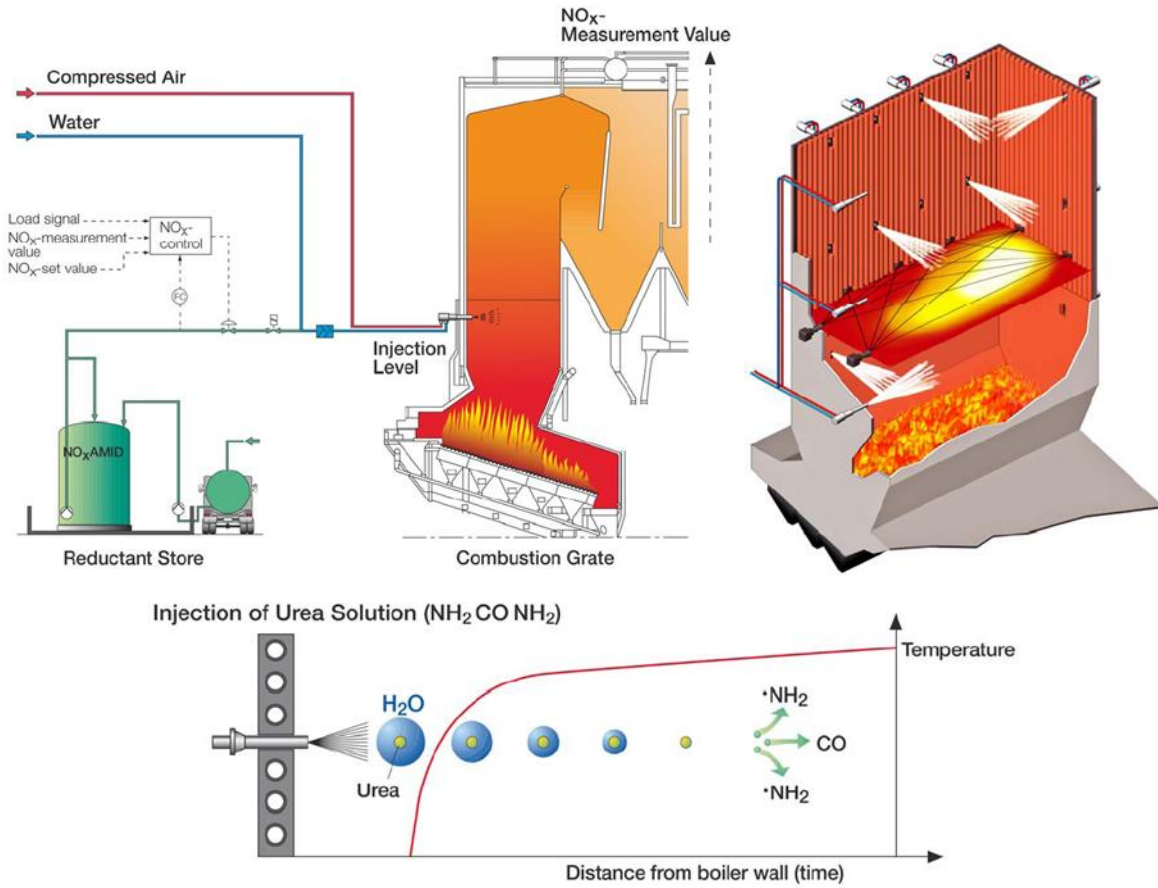 NOx-
Measurement Value
Compressed Air
Water
Load signal
NOx-measurement
value
NOx-set value
NOx-
control
FC
Injection
Level
NOxAMID
Reductant Store
Combustion Grate
Injection of Urea Solution (NH2 CO NH2)
Temperature
H2O
•NH2
CO
Urea
•NH2
Distance from boiler wall (time)